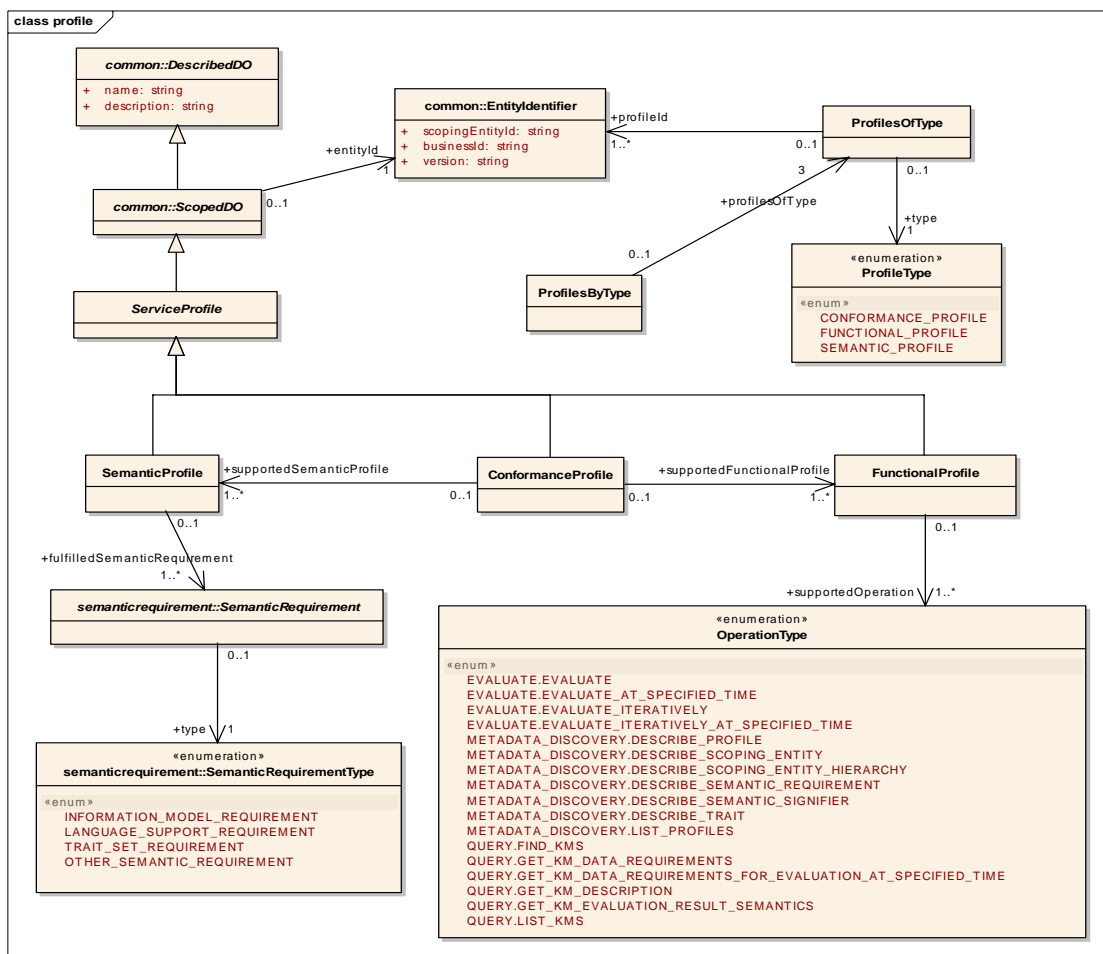 class profile
common::DescribedDO
+ name: string
+ description: string
common::EntityIdentifier
+ scopingEntityId: string
+ businessId: string
+ version: string
+profileId
1..*
ProfilesOfType
0..1
0..1
+entityId
1
0..1
common::ScopedDO
3
+profilesOfType
0..1
+type
1
«enumeration»
ProfileType
«enum»
CONFORMANCE_PROFILE
FUNCTIONAL_PROFILE
SEMANTIC_PROFILE
ProfilesByType
ServiceProfile
SemanticProfile
+supportedSemanticProfile
1..*
0..1
ConformanceProfile
+supportedFunctionalProfile
0..1
1..*
FunctionalProfile
0..1
+fulfilledSemanticRequirement
1..*
0..1
+supportedOperation
1..*
semanticrequirement::SemanticRequirement
0..1
+type
1
«enumeration»
semanticrequirement::SemanticRequirementType
«enum»
INFORMATION_MODEL_REQUIREMENT
LANGUAGE_SUPPORT_REQUIREMENT
TRAIT_SET_REQUIREMENT
OTHER_SEMANTIC_REQUIREMENT
«enumeration»
OperationType
«enum»
EVALUATE.EVALUATE
EVALUATE.EVALUATE_AT_SPECIFIED_TIME
EVALUATE.EVALUATE_ITERATIVELY
EVALUATE.EVALUATE_ITERATIVELY_AT_SPECIFIED_TIME
METADATA_DISCOVERY.DESCRIBE_PROFILE
METADATA_DISCOVERY.DESCRIBE_SCOPING_ENTITY
METADATA_DISCOVERY.DESCRIBE_SCOPING_ENTITY_HIERARCHY
METADATA_DISCOVERY.DESCRIBE_SEMANTIC_REQUIREMENT
METADATA_DISCOVERY.DESCRIBE_SEMANTIC_SIGNIFIER
METADATA_DISCOVERY.DESCRIBE_TRAIT
METADATA_DISCOVERY.LIST_PROFILES
QUERY.FIND_KMS
QUERY.GET_KM_DATA_REQUIREMENTS
QUERY.GET_KM_DATA_REQUIREMENTS_FOR_EVALUATION_AT_SPECIFIED_TIME
QUERY.GET_KM_DESCRIPTION
QUERY.GET_KM_EVALUATION_RESULT_SEMANTICS
QUERY.LIST_KMS